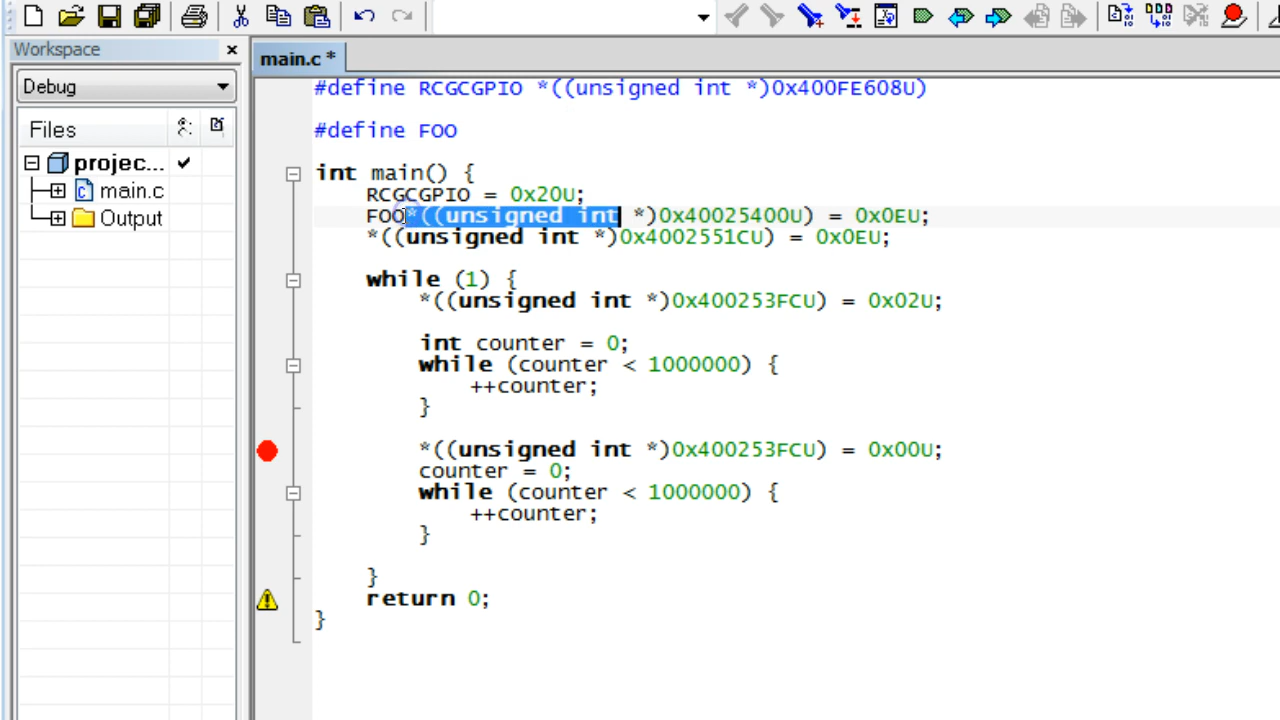 Workspace
×
main.c *
Debug
Files
projec...
main.c
Output
#define RCGCGPIO *((unsigned int *)0x400FE608U)
#define FOO
int main() {
RCGCGPIO = 0x20U;
FOO*((unsigned int *)0x40025400U) = 0x0EU;
*((unsigned int *)0x4002551CU) = 0x0EU;
while (1) {
*((unsigned int *)0x400253FCU) = 0x02U;
int counter = 0;
while (counter < 1000000) {
++counter;
}
*((unsigned int *)0x400253FCU) = 0x00U;
counter = 0;
while (counter < 1000000) {
++counter;
}
}
return 0;
}